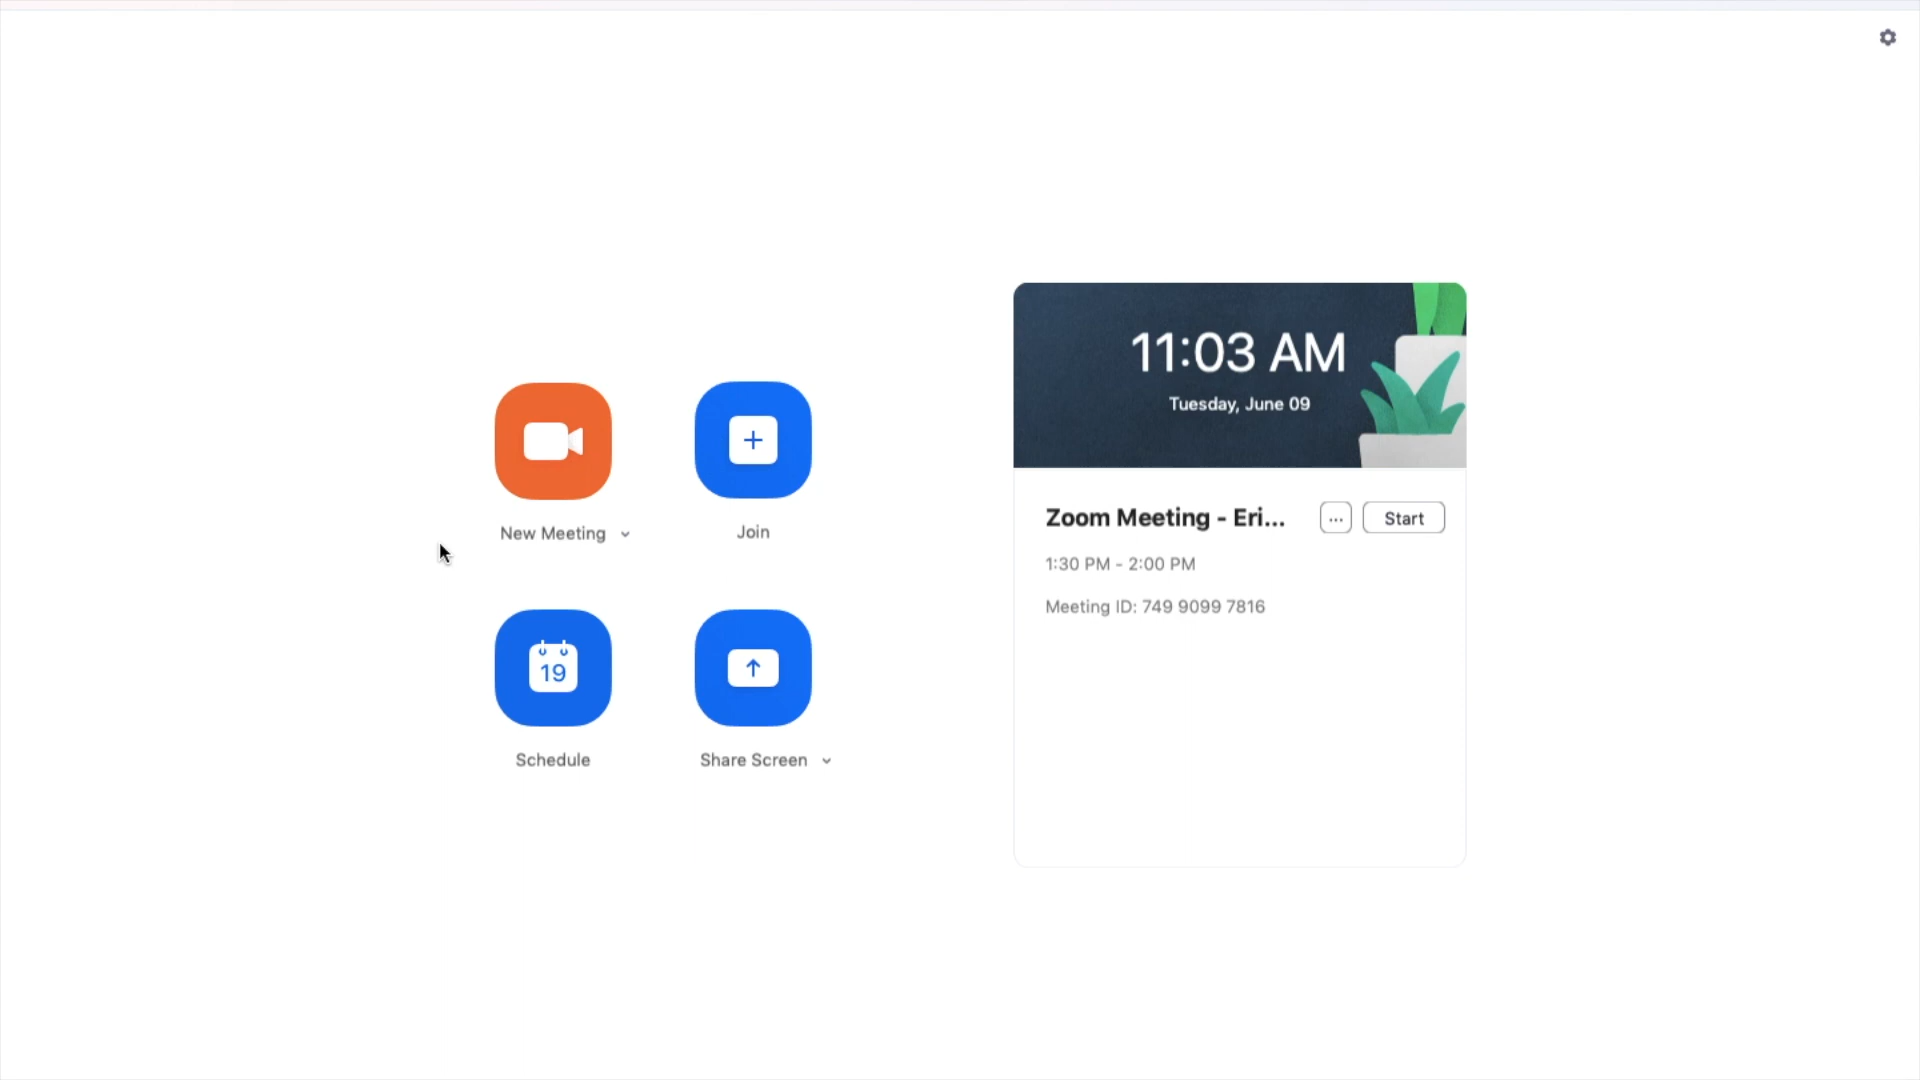 11:03 AM
Tuesday, June 09
New Meeting
Join
Zoom Meeting - Eri...
...
Start
1:30 PM - 2:00 PM
Meeting ID: 749 9099 7816
19
Schedule
Share Screen